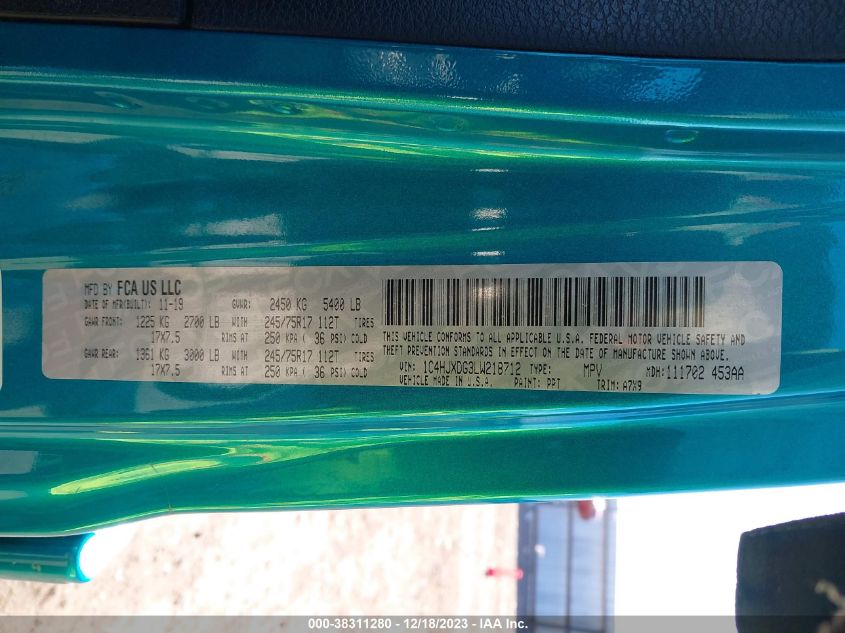 MFD BY FCA US LLC
DATE OF MFR(BUILT): 11-19 GVWR: 2450 KG 5400 LB
GAWR FRONT: 1225 KG 2700 LB WITH 245/75R17 112T TIRES
17X7.5 RIMS AT 250 KPA ( 36 PSI) COLD
GAWR REAR: 1361 KG 3000 LB WITH 245/75R17 112T TIRES
17X7.5 RIMS AT 250 KPA ( 36 PSI) COLD
THIS VEHICLE CONFORMS TO ALL APPLICABLE U.S.A. FEDERAL MOTOR VEHICLE SAFETY AND
THEFT PREVENTION STANDARDS IN EFFECT ON THE DATE OF MANUFACTURE SHOWN ABOVE.
VIN: 1C4HJXDG3LW218712 TYPE: MPV MDH: 111702 453AA
VEHICLE MADE IN U.S.A. PAINT: PPT TRIM: A7X9
000-38311280 - 12/18/2023 - IAA Inc.